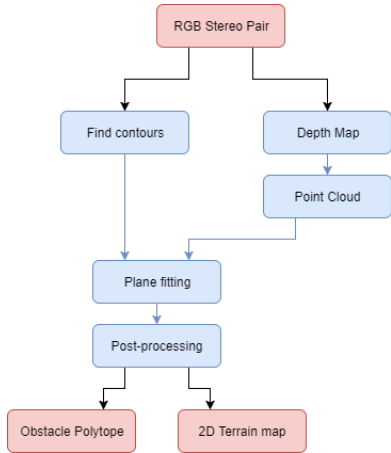 RGB Stereo Pair
Find contours
Depth Map
Point Cloud
Plane fitting
Post-processing
Obstacle Polytope
2D Terrain map